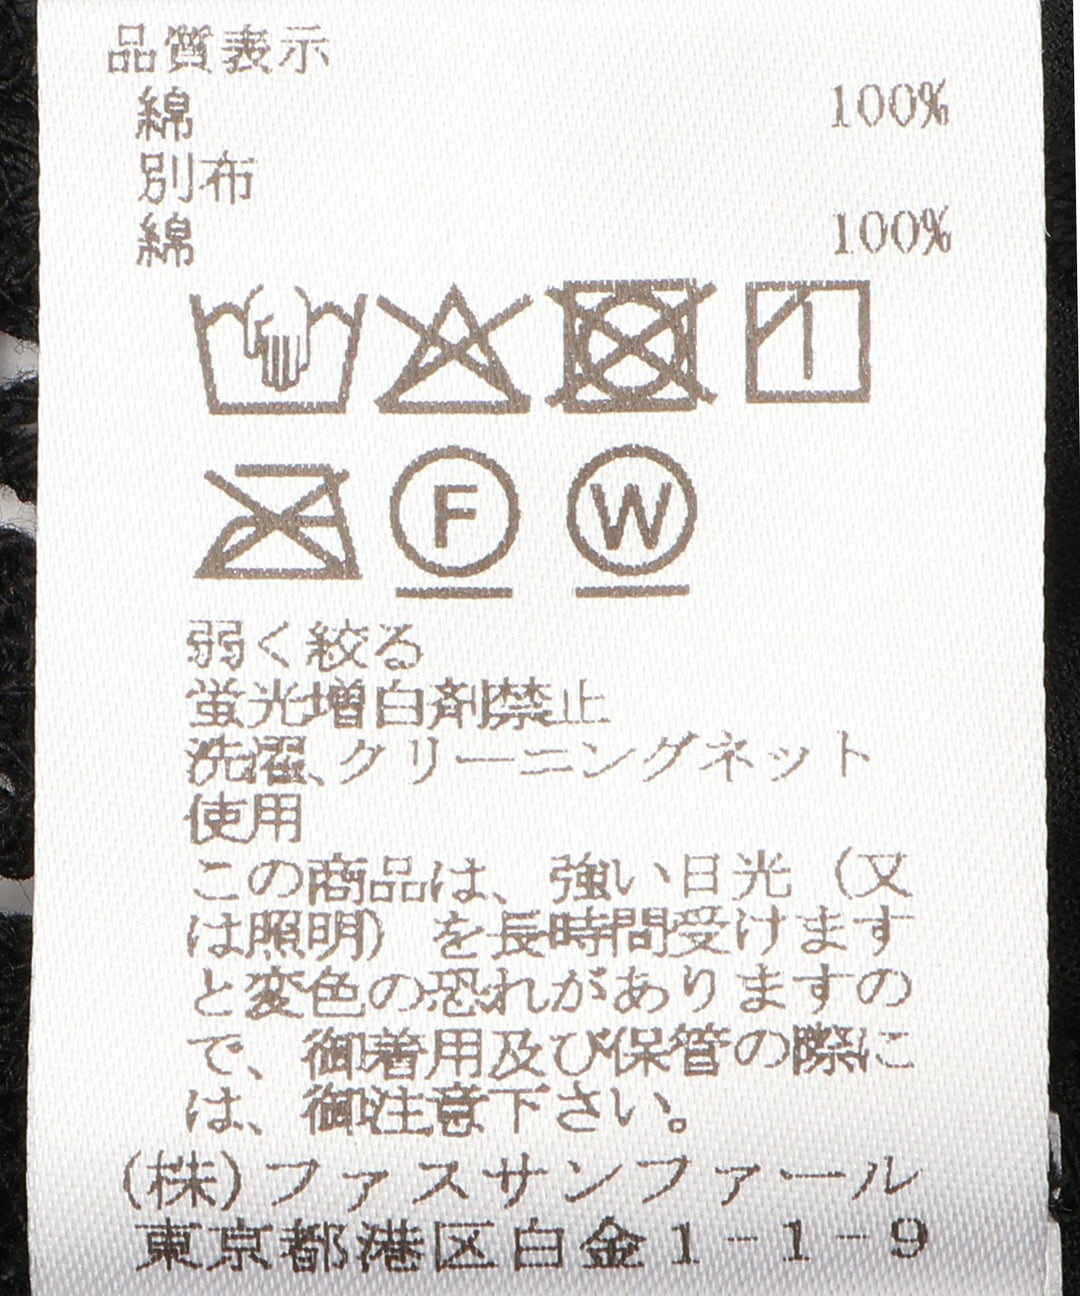 品質表示
綿 100%
別布
綿 100%
F W
弱く絞る
蛍光増白剤禁止
洗濯、クリーニングネット
使用
この商品は、強い日光(又
は照明)を長時間受けます
と変色の恐れがありますの
で、御着用及び保管の際に
は、御注意下さい。
(株)ファスサンファール
東京都港区白金1-1-9